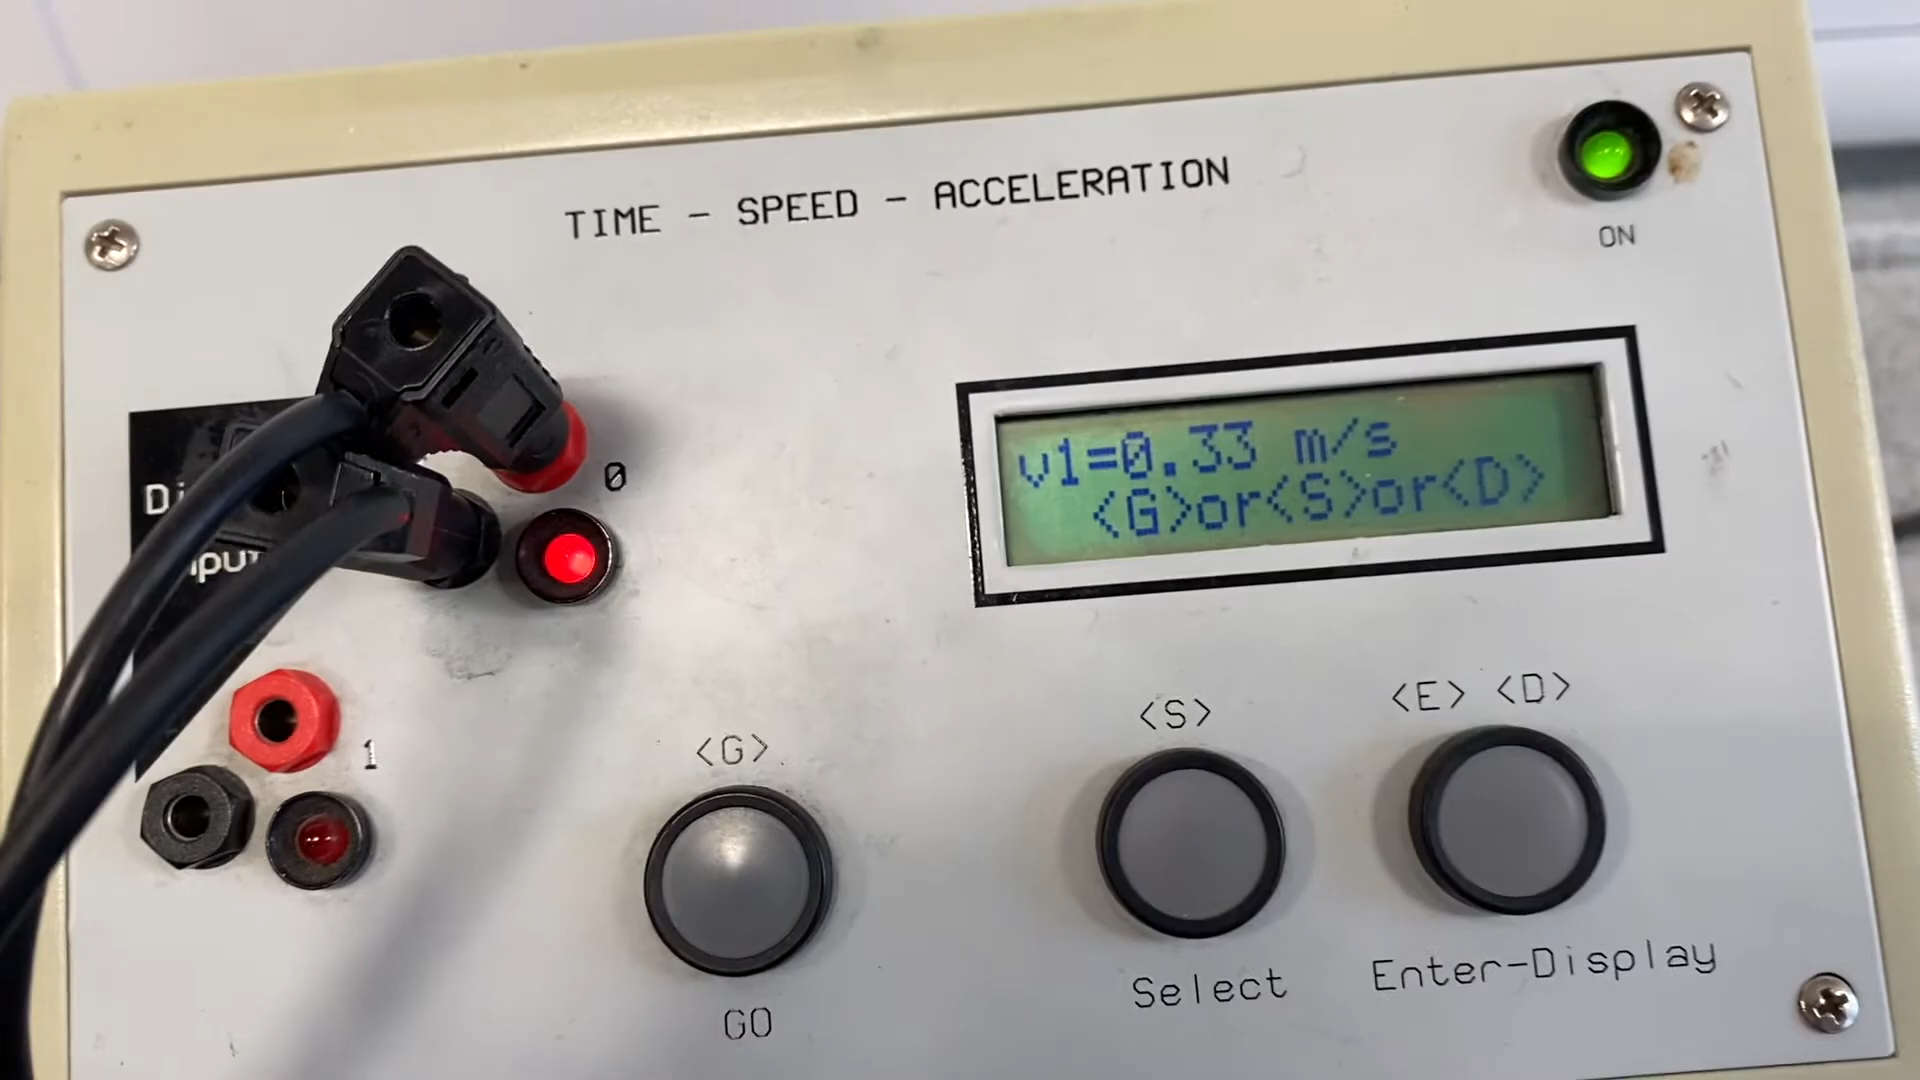 TIME - SPEED - ACCELERATION
ON
v1=0.33 m/s
<G>or<S>or<D>
0
1
<G>
<S>
<E> <D>
GO
Select
Enter-Display